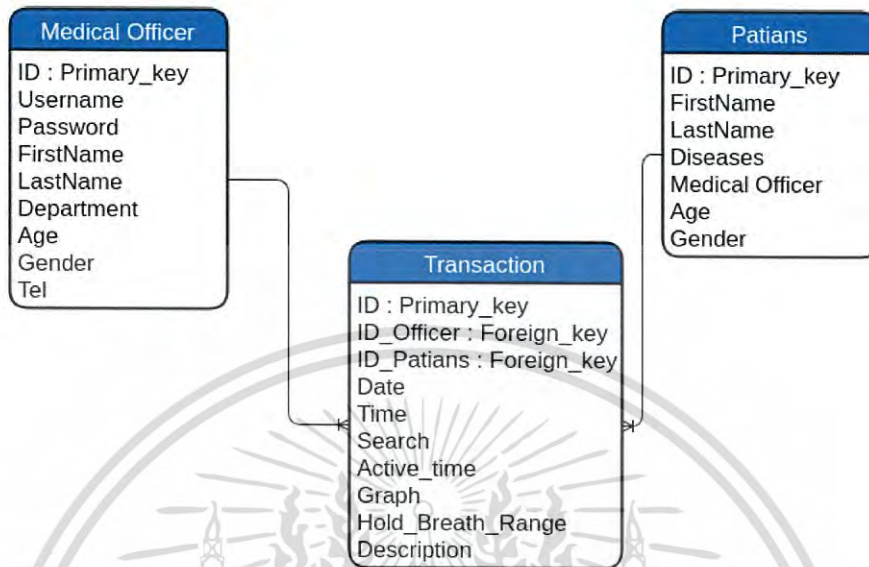 Medical Officer
ID : Primary_key
Username
Password
FirstName
LastName
Department
Age
Gender
Tel
Patians
ID : Primary_key
FirstName
LastName
Diseases
Medical Officer
Age
Gender
Transaction
ID : Primary_key
ID_Officer : Foreign_key
ID_Patians : Foreign_key
Date
Time
Search
Active_time
Graph
Hold_Breath_Range
Description